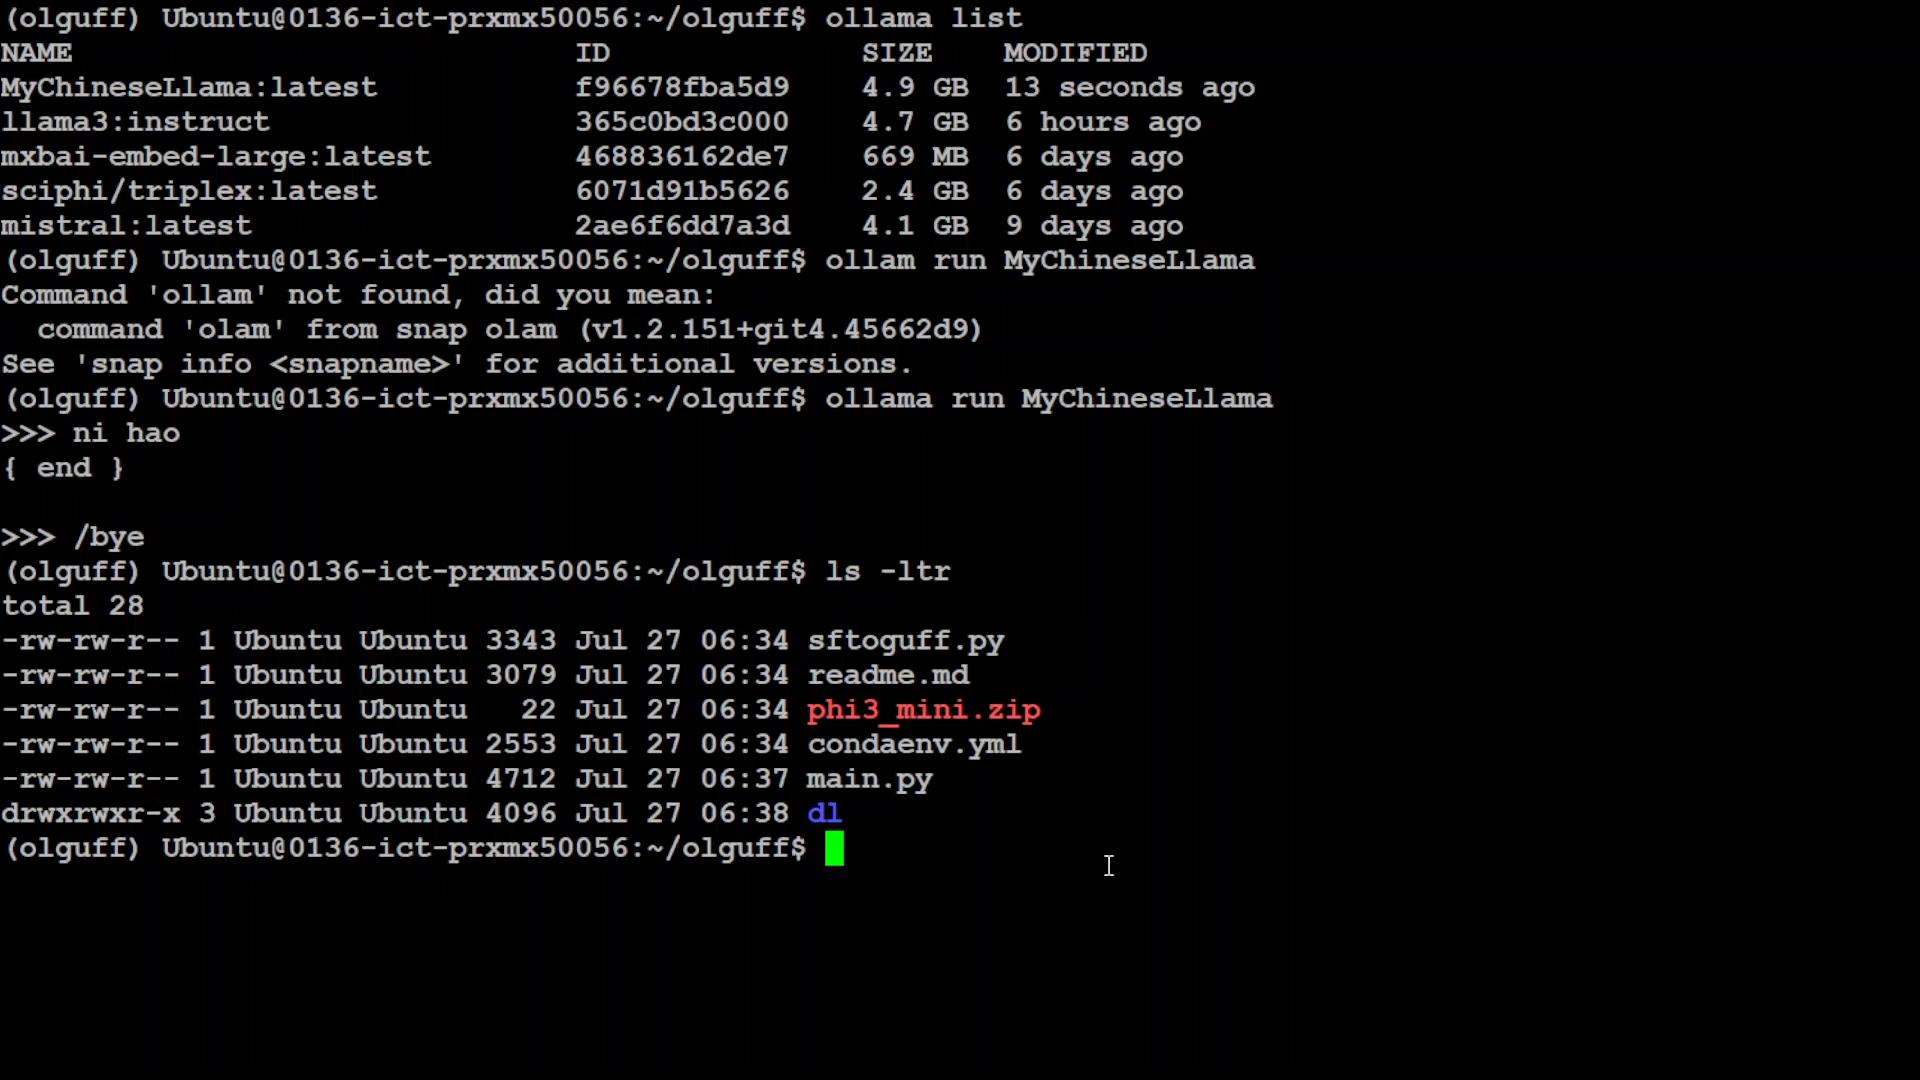 (olguff) Ubuntu@0136-ict-prxmx50056:~/olguff$ ollama list
NAME ID SIZE MODIFIED
MyChineseLlama:latest f96678fba5d9 4.9 GB 13 seconds ago
llama3:instruct 365c0bd3c000 4.7 GB 6 hours ago
mxbai-embed-large:latest 468836162de7 669 MB 6 days ago
sciphi/triplex:latest 6071d91b5626 2.4 GB 6 days ago
mistral:latest 2ae6f6dd7a3d 4.1 GB 9 days ago
(olguff) Ubuntu@0136-ict-prxmx50056:~/olguff$ ollam run MyChineseLlama
Command 'ollam' not found, did you mean:
  command 'olam' from snap olam (v1.2.151+git4.45662d9)
See 'snap info <snapname>' for additional versions.
(olguff) Ubuntu@0136-ict-prxmx50056:~/olguff$ ollama run MyChineseLlama
>>> ni hao
{ end }
>>> /bye
(olguff) Ubuntu@0136-ict-prxmx50056:~/olguff$ ls -ltr
total 28
-rw-rw-r-- 1 Ubuntu Ubuntu 3343 Jul 27 06:34 sftoguff.py
-rw-rw-r-- 1 Ubuntu Ubuntu 3079 Jul 27 06:34 readme.md
-rw-rw-r-- 1 Ubuntu Ubuntu   22 Jul 27 06:34 phi3_mini.zip
-rw-rw-r-- 1 Ubuntu Ubuntu 2553 Jul 27 06:34 condaenv.yml
-rw-rw-r-- 1 Ubuntu Ubuntu 4712 Jul 27 06:37 main.py
drwxrwxr-x 3 Ubuntu Ubuntu 4096 Jul 27 06:38 dl
(olguff) Ubuntu@0136-ict-prxmx50056:~/olguff$